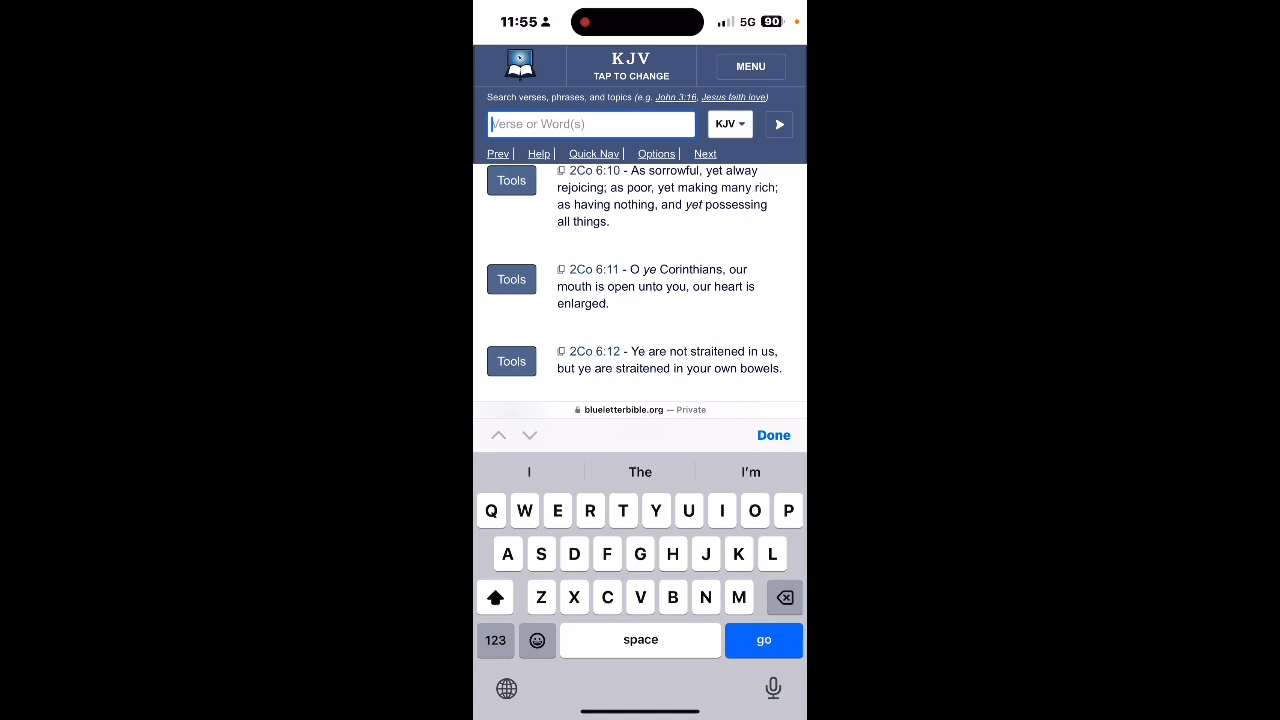 11:55
5G 90
KJV
TAP TO CHANGE
MENU
Search verses, phrases, and topics (e.g. John 3:16, Jesus faith love)
Verse or Word(s)
KJV
Prev | Help | Quick Nav | Options | Next
Tools
2Co 6:10 - As sorrowful, yet alway
rejoicing; as poor, yet making many rich;
as having nothing, and yet possessing
all things.
Tools
2Co 6:11 - O ye Corinthians, our
mouth is open unto you, our heart is
enlarged.
Tools
2Co 6:12 - Ye are not straitened in us,
but ye are straitened in your own bowels.
blueletterbible.org — Private
Done
I The I'm
Q W E R T Y U I O P
A S D F G H J K L
Z X C V B N M
123 space go